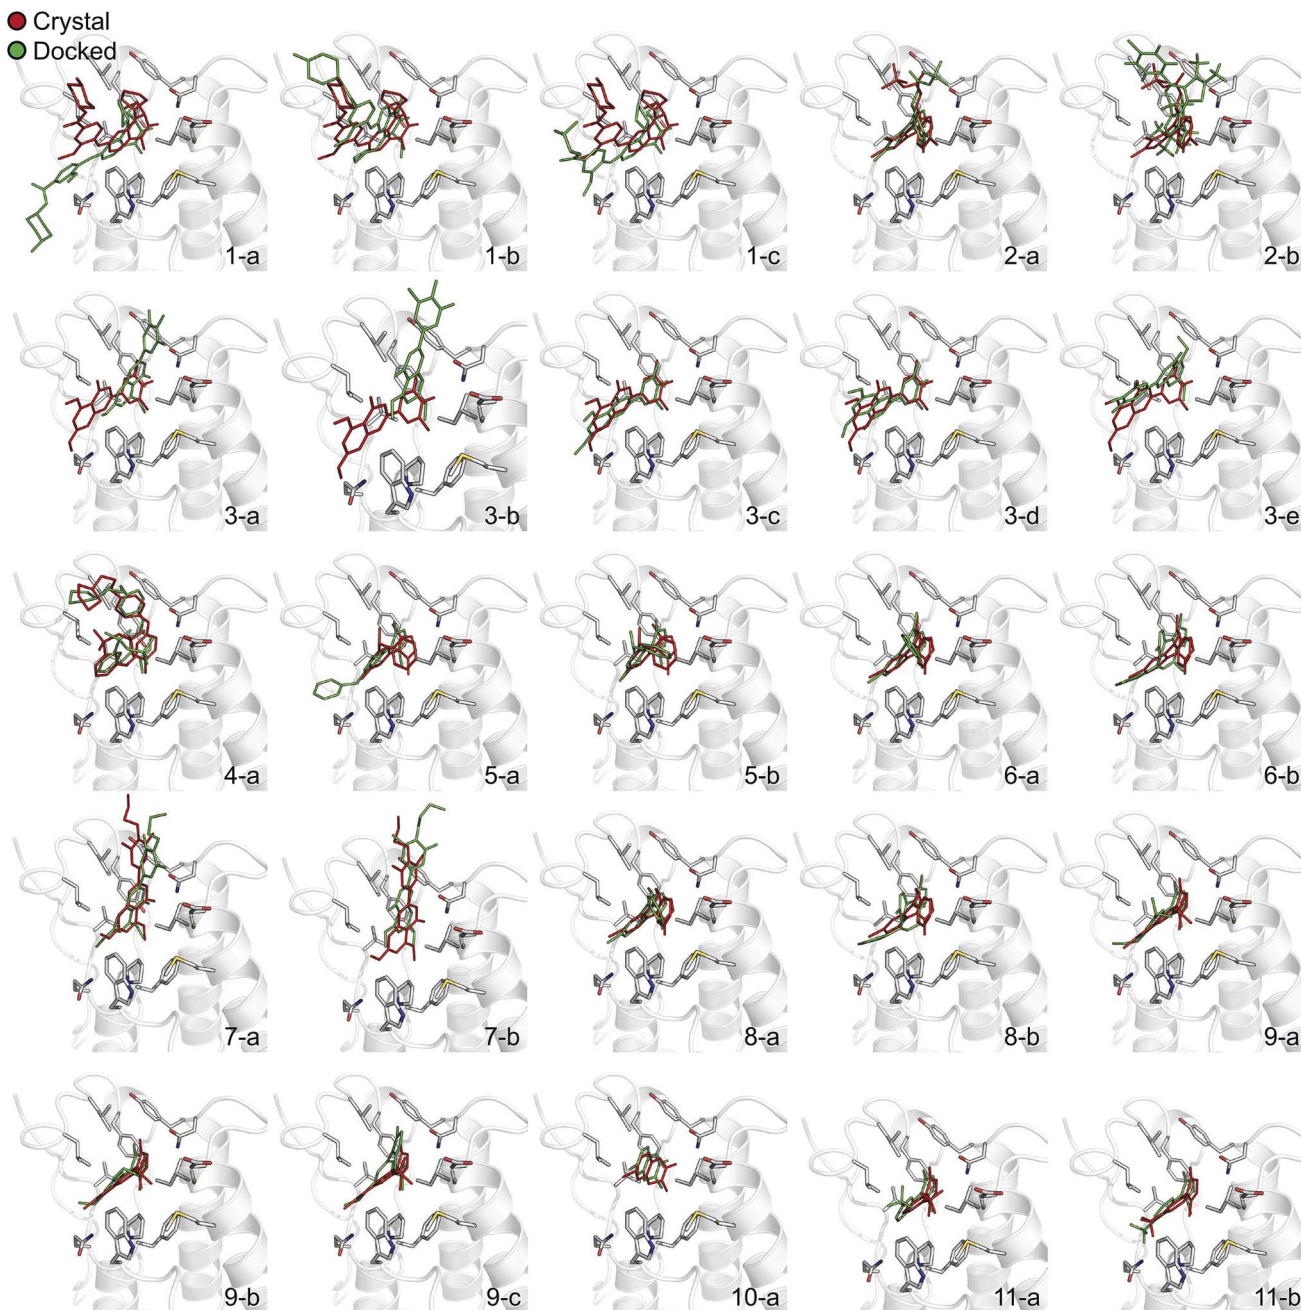 Crystal
Docked
1-a
1-b
1-c
2-a
2-b
3-a
3-b
3-c
3-d
3-e
4-a
5-a
5-b
6-a
6-b
7-a
7-b
8-a
8-b
9-a
9-b
9-c
10-a
11-a
11-b